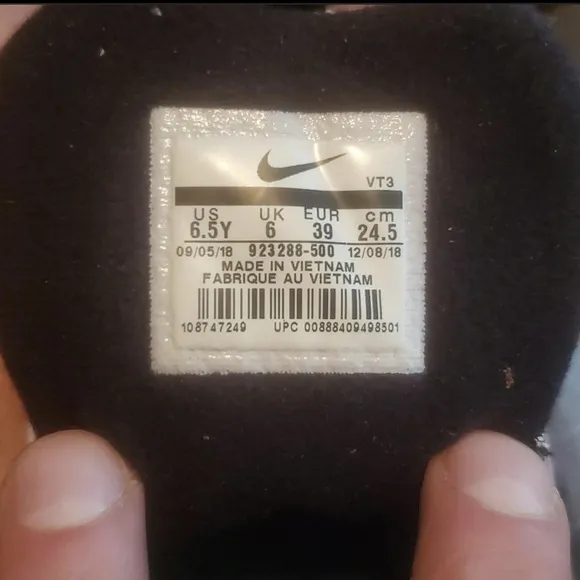 VT3
US UK EUR cm
6.5Y 6 39 24.5
09/05/18 923288-500 12/08/18
MADE IN VIETNAM
FABRIQUE AU VIETNAM
108747249 UPC 00888409498501